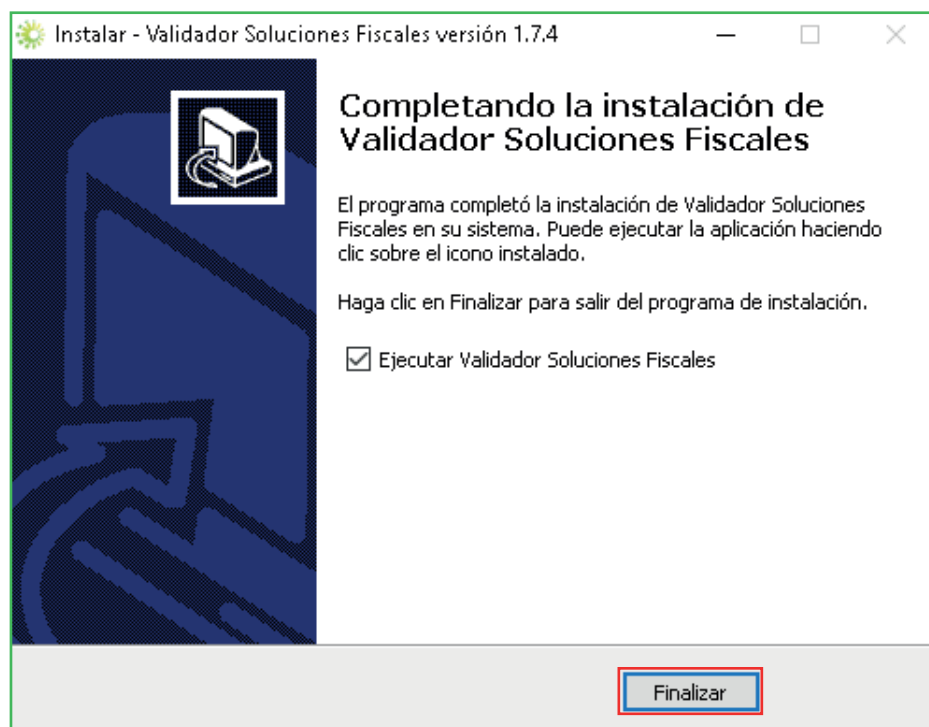 Instalar - Validador Soluciones Fiscales versión 1.7.4
Completando la instalación de
Validador Soluciones Fiscales
El programa completó la instalación de Validador Soluciones
Fiscales en su sistema. Puede ejecutar la aplicación haciendo
clic sobre el icono instalado.
Haga clic en Finalizar para salir del programa de instalación.
Ejecutar Validador Soluciones Fiscales
Finalizar